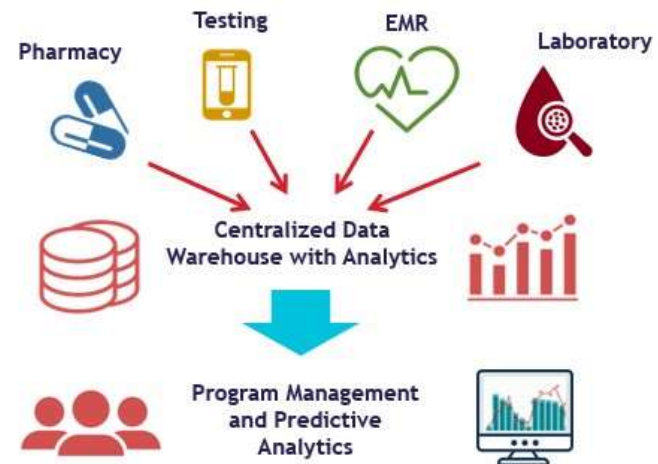 Testing
EMR
Laboratory
Pharmacy
Centralized Data
Warehouse with Analytics
Program Management
and Predictive
Analytics